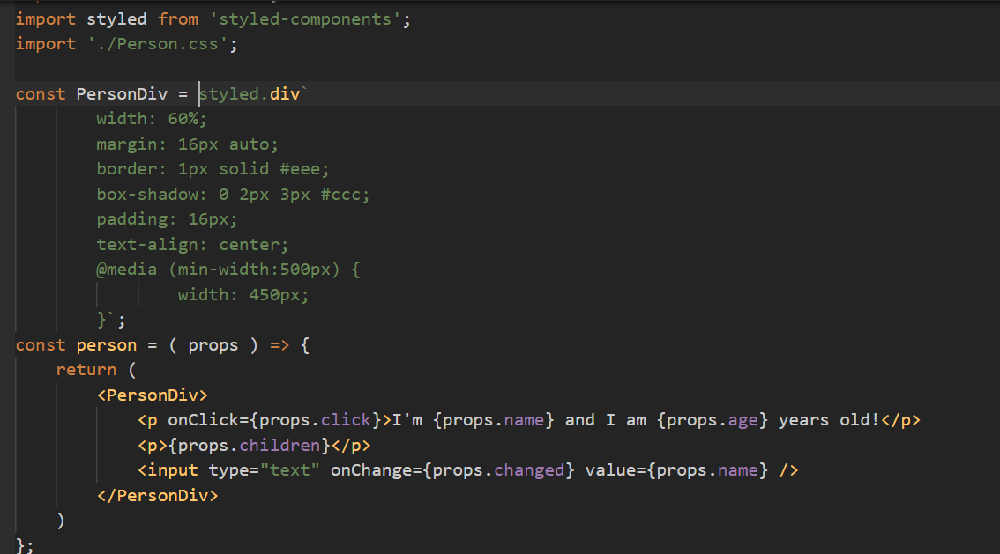 import styled from 'styled-components';
import './Person.css';
const PersonDiv = styled.div`
width: 60%;
margin: 16px auto;
border: 1px solid #eee;
box-shadow: 0 2px 3px #ccc;
padding: 16px;
text-align: center;
@media (min-width:500px) {
width: 450px;
}`;
const person = ( props ) => {
return (
<PersonDiv>
<p onClick={props.click}>I'm {props.name} and I am {props.age} years old!</p>
<p>{props.children}</p>
<input type="text" onChange={props.changed} value={props.name} />
</PersonDiv>
)
};